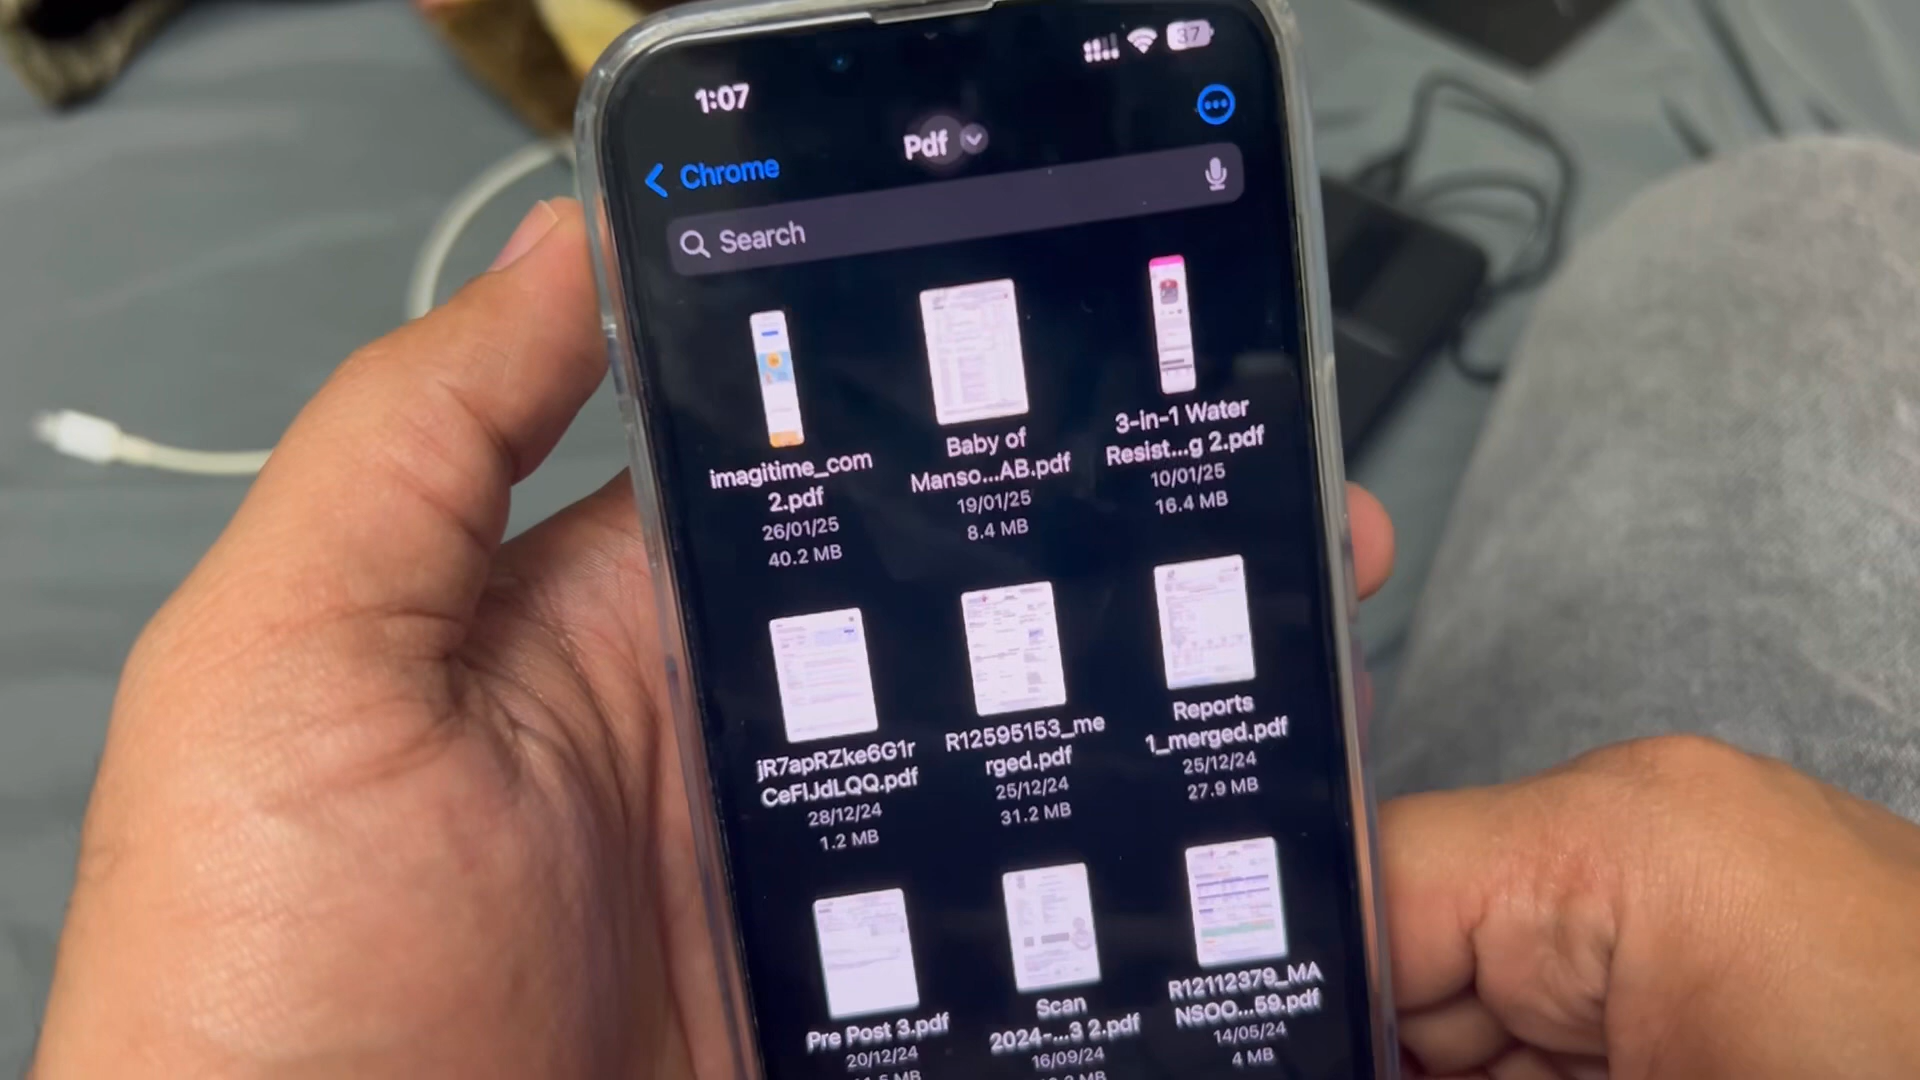 1:07
37
Chrome
Pdf
Search
imagitime_com
2.pdf
26/01/25
40.2 MB
Baby of
Manso...AB.pdf
19/01/25
8.4 MB
3-in-1 Water
Resist...g 2.pdf
10/01/25
16.4 MB
jR7apRZke6G1r
CeFIJdLQQ.pdf
28/12/24
1.2 MB
R12595153_me
rged.pdf
25/12/24
31.2 MB
Reports
1_merged.pdf
25/12/24
27.9 MB
Pre Post 3.pdf
20/12/24
Scan
2024-...3 2.pdf
16/09/24
R12112379_MA
NSOO...59.pdf
14/05/24
4 MB